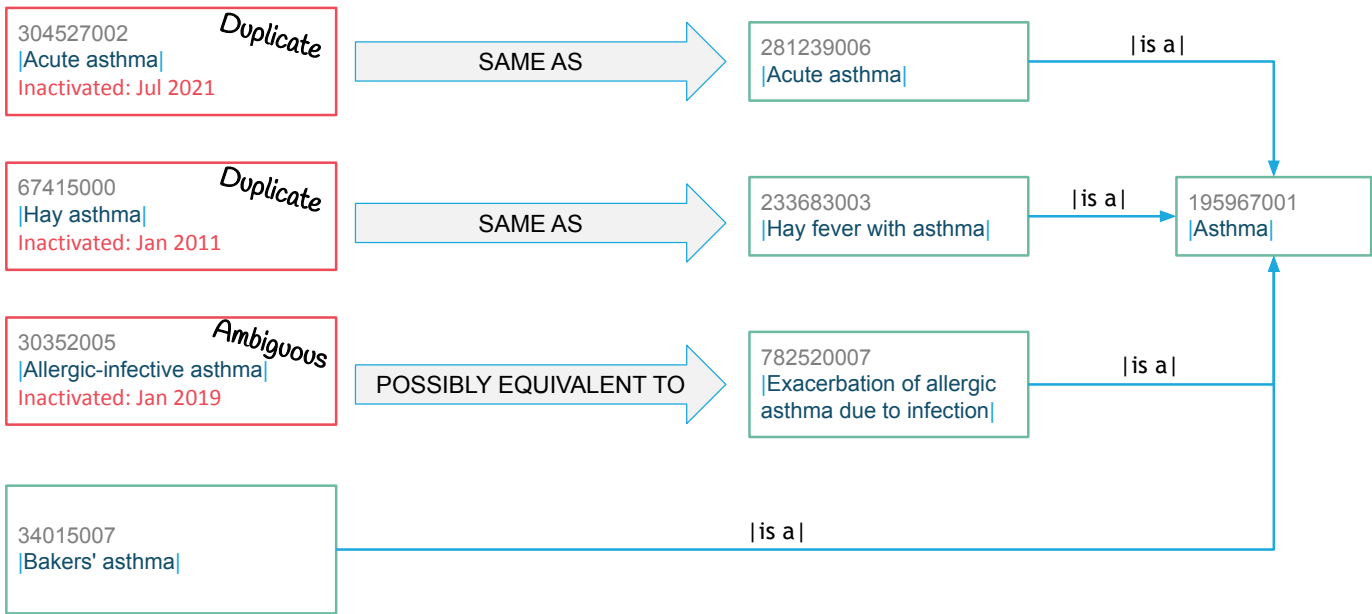 304527002
Duplicate
|Acute asthma|
Inactivated: Jul 2021
SAME AS
281239006
|Acute asthma|
|is a|
67415000
Duplicate
|Hay asthma|
Inactivated: Jan 2011
SAME AS
233683003
|Hay fever with asthma|
|is a|
195967001
|Asthma|
30352005
Ambiguous
|Allergic-infective asthma|
Inactivated: Jan 2019
POSSIBLY EQUIVALENT TO
782520007
|Exacerbation of allergic
asthma due to infection|
|is a|
34015007
|Bakers' asthma|
|is a|